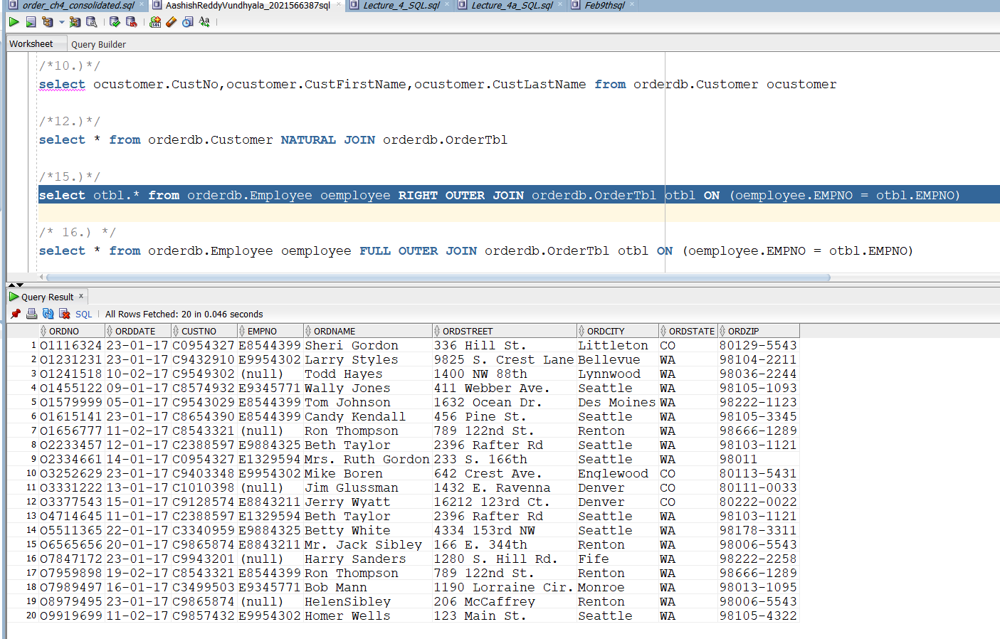 order_ch4_consolidated.sql AashishReddyVundhyala_2021566387sql Lecture_4_SQL.sql Lecture_4a_SQL.sql Feb9thsql
Worksheet Query Builder
/*10.)*/
select ocustomer.CustNo,ocustomer.CustFirstName,ocustomer.CustLastName from orderdb.Customer ocustomer
/*12.)*/
select * from orderdb.Customer NATURAL JOIN orderdb.OrderTbl
/*15.)*/
select otbl.* from orderdb.Employee oemployee RIGHT OUTER JOIN orderdb.OrderTbl otbl ON (oemployee.EMPNO = otbl.EMPNO)
/* 16.) */
select * from orderdb.Employee oemployee FULL OUTER JOIN orderdb.OrderTbl otbl ON (oemployee.EMPNO = otbl.EMPNO)
Query Result x
SQL All Rows Fetched: 20 in 0.046 seconds
ORDNO ORDDATE CUSTNO EMPNO ORDNAME ORDSTREET ORDCITY ORDSTATE ORDZIP
1 O1116324 23-01-17 C0954327 E8544399 Sheri Gordon 336 Hill St. Littleton CO 80129-5543
2 O1231231 23-01-17 C9432910 E9954302 Larry Styles 9825 S. Crest Lane Bellevue WA 98104-2211
3 O1241518 10-02-17 C9549302 (null) Todd Hayes 1400 NW 88th Lynnwood WA 98036-2244
4 O1455122 09-01-17 C8574932 E9345771 Wally Jones 411 Webber Ave. Seattle WA 98105-1093
5 O1579999 05-01-17 C9543029 E8544399 Tom Johnson 1632 Ocean Dr. Des Moines WA 98222-1123
6 O1615141 23-01-17 C8654390 E8544399 Candy Kendall 456 Pine St. Seattle WA 98105-3345
7 O1656777 11-02-17 C8543321 (null) Ron Thompson 789 122nd St. Renton WA 98666-1289
8 O2233457 12-01-17 C2388597 E9884325 Beth Taylor 2396 Rafter Rd Seattle WA 98103-1121
9 O2334661 14-01-17 C0954327 E1329594 Mrs. Ruth Gordon 233 S. 166th Seattle WA 98011
10 O3252629 23-01-17 C9403348 E9954302 Mike Boren 642 Crest Ave. Englewood CO 80113-5431
11 O3331222 13-01-17 C1010398 (null) Jim Glussman 1432 E. Ravenna Denver CO 80111-0033
12 O3377543 15-01-17 C9128574 E8843211 Jerry Wyatt 16212 123rd Ct. Denver CO 80222-0022
13 O4714645 11-01-17 C2388597 E1329594 Beth Taylor 2396 Rafter Rd Seattle WA 98103-1121
14 O5511365 22-01-17 C3340959 E9884325 Betty White 4334 153rd NW Seattle WA 98178-3311
15 O6565656 20-01-17 C9865874 E8843211 Mr. Jack Sibley 166 E. 344th Renton WA 98006-5543
16 O7847172 23-01-17 C9943201 (null) Harry Sanders 1280 S. Hill Rd. Fife WA 98222-2258
17 O7959898 19-02-17 C8543321 E8544399 Ron Thompson 789 122nd St. Renton WA 98666-1289
18 O7989497 16-01-17 C3499503 E9345771 Bob Mann 1190 Lorraine Cir. Monroe WA 98013-1095
19 O8979495 23-01-17 C9865874 (null) HelenSibley 206 McCaffrey Renton WA 98006-5543
20 O9919699 11-02-17 C9857432 E9954302 Homer Wells 123 Main St. Seattle WA 98105-4322